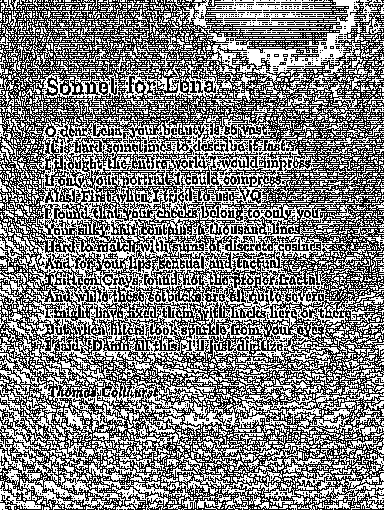 Sonnet for Lena
O dear Lena, your beauty is so vast
It is hard sometimes to describe it fast.
I thought the entire world I would impress
If only your portrait I could compress.
Alas! First when I tried to use VQ
I found that your cheeks belong to only you.
Your silky hair contains a thousand lines
Hard to match with sums of discrete cosines.
And for your lips, sensual and tactual
Thirteen Crays found not the proper fractal.
And while these setbacks are all quite severe
I might have fixed them with hacks here or there
But when filters took sparkle from your eyes
I said, 'Damn all this. I'll just digitize.'
Thomas Colthurst